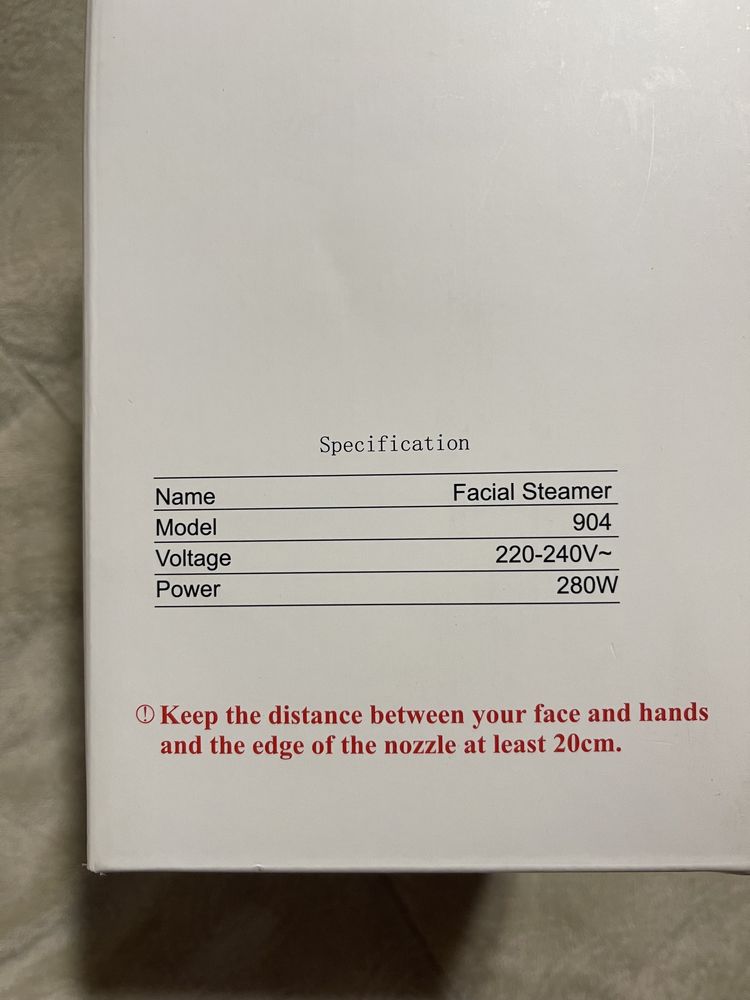 Specification
Name Facial Steamer
Model 904
Voltage 220-240V~
Power 280W
Keep the distance between your face and hands
and the edge of the nozzle at least 20cm.